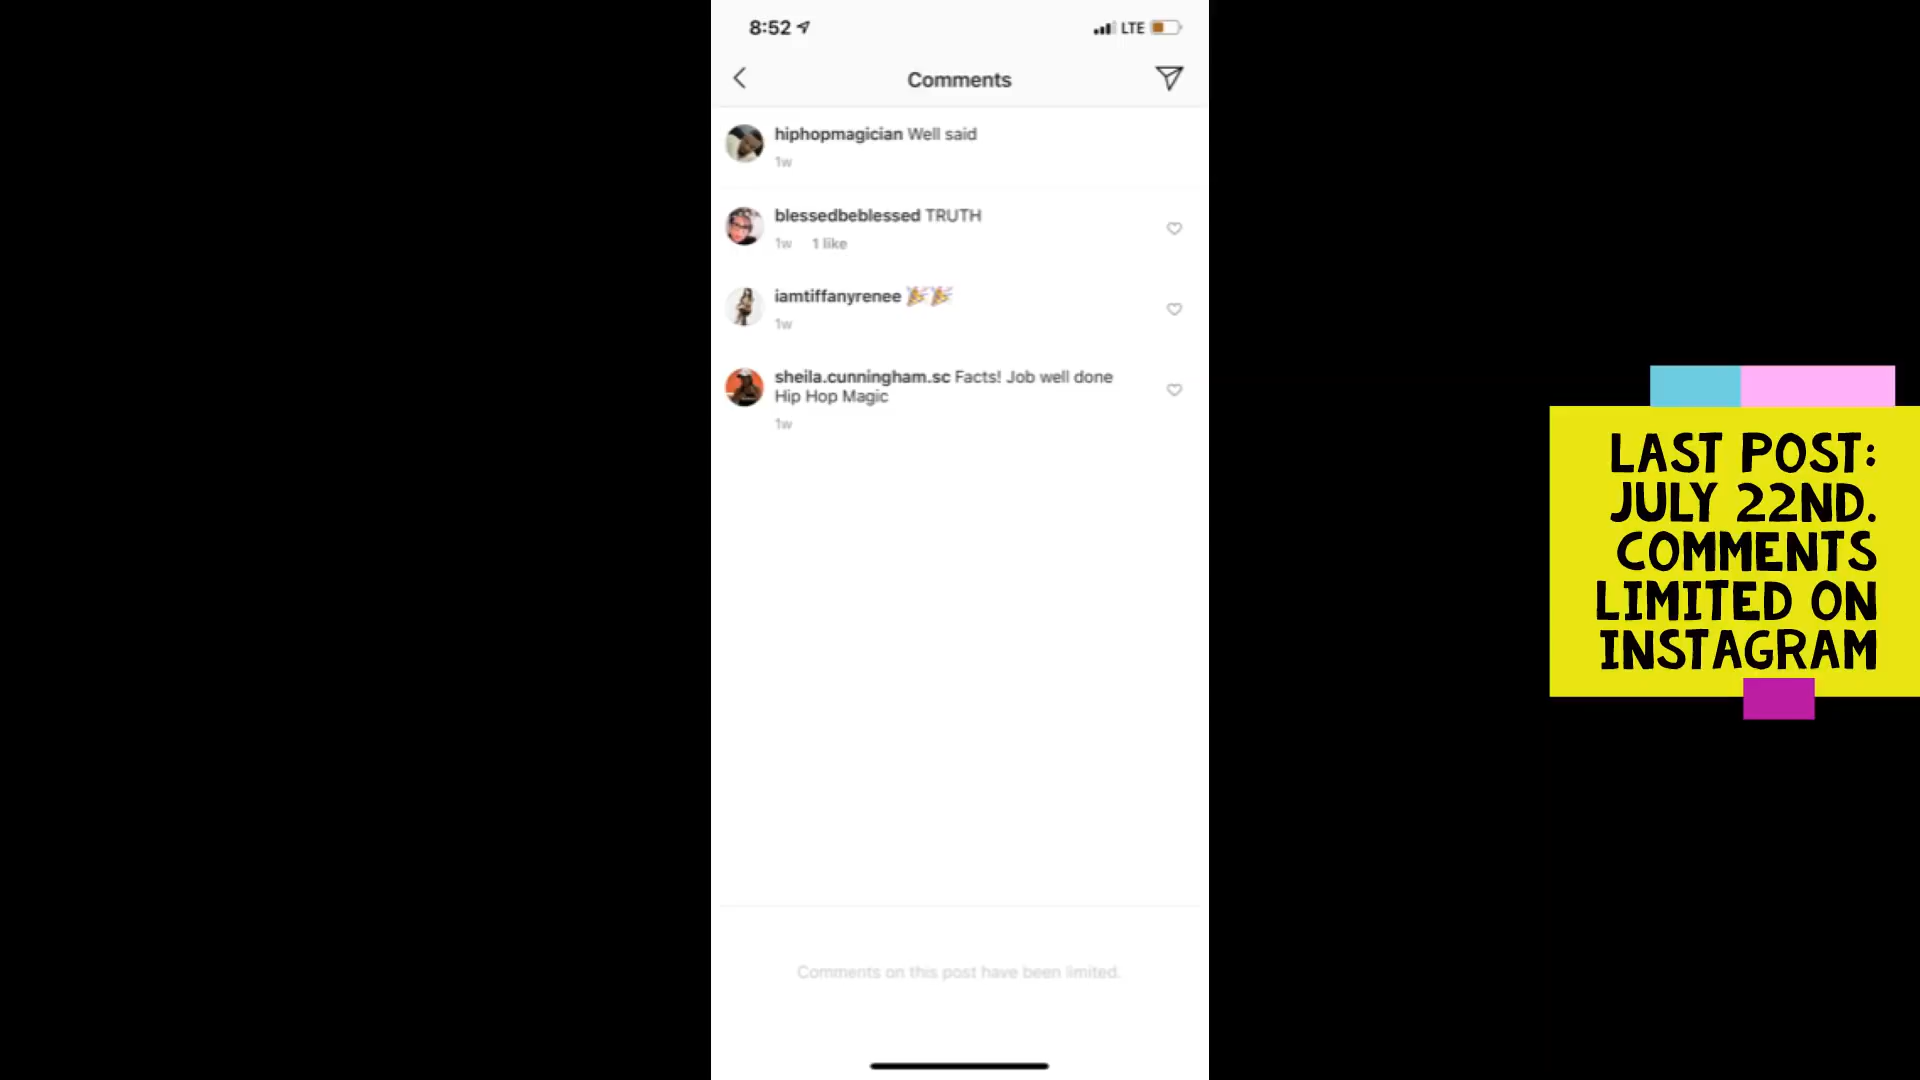 8:52
LTE
Comments
hiphopmagician Well said
1w
blessedbeblessed TRUTH
1w 1 like
iamtiffanyrenee 🎉🎉
1w
sheila.cunningham.sc Facts! Job well done
Hip Hop Magic
1w
Comments on this post have been limited.
LAST POST:
JULY 22ND.
COMMENTS
LIMITED ON
INSTAGRAM